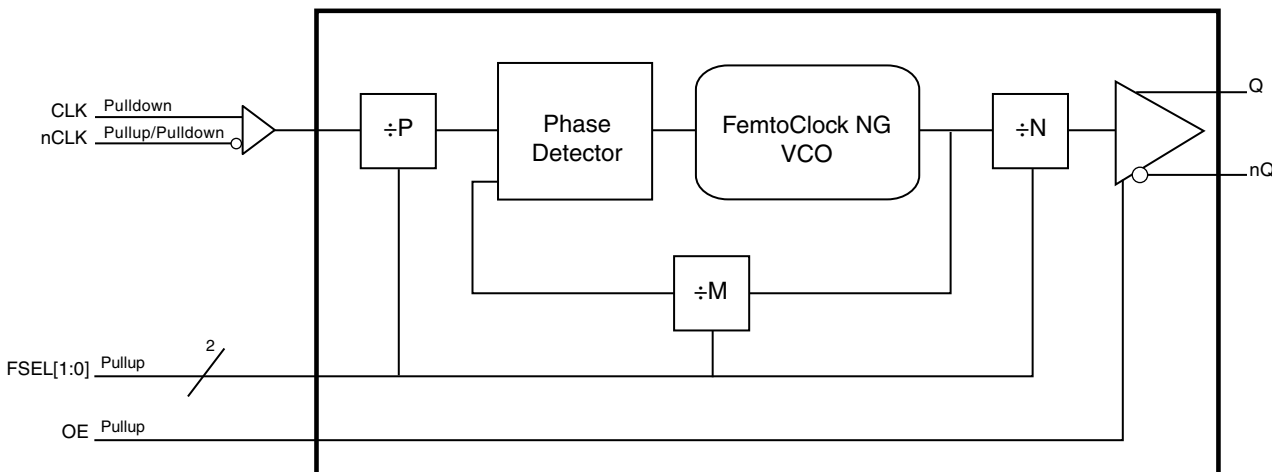 CLK Pulldown
nCLK Pullup/Pulldown
÷P
Phase
Detector
FemtoClock NG
VCO
÷N
Q
nQ
÷M
2
FSEL[1:0] Pullup
OE Pullup